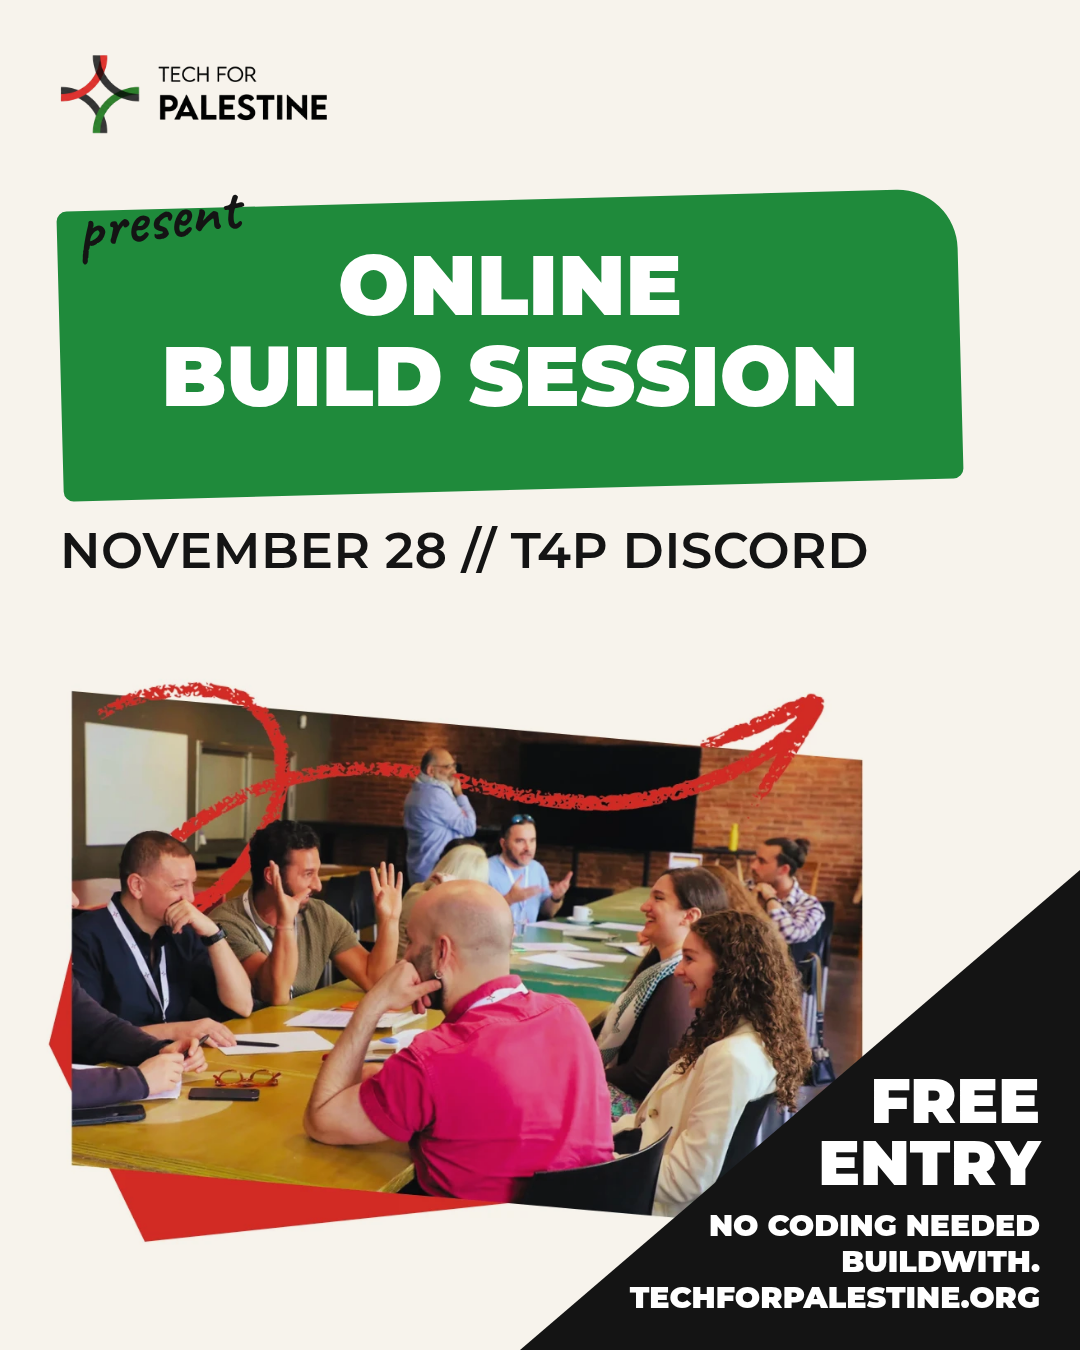 TECH FOR
PALESTINE
present
ONLINE
BUILD SESSION
NOVEMBER 28 // T4P DISCORD
FREE
ENTRY
NO CODING NEEDED
BUILDWITH.
TECHFORPALESTINE.ORG